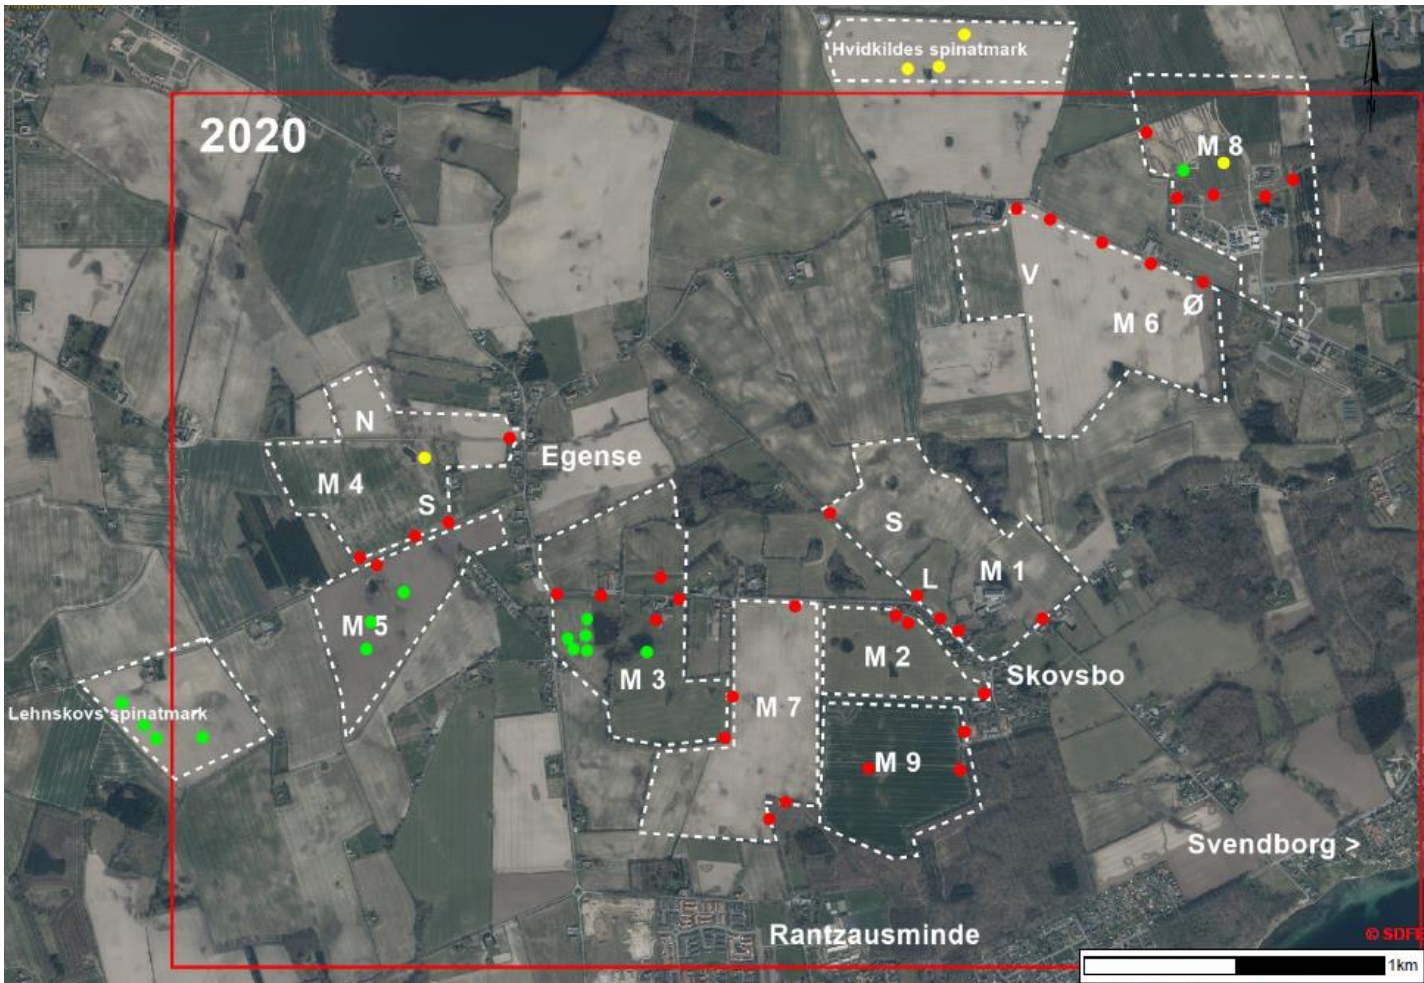 Hvidkildes spinatmark
2020
M 8
V
Ø
M 6
N
Egense
M 4
S
S
L
M 1
M 5
M 2
Skovsbo
M 3
M 7
Lehnskovs spinatmark
M 9
Svendborg >
Rantzausminde
© SDFE
1km